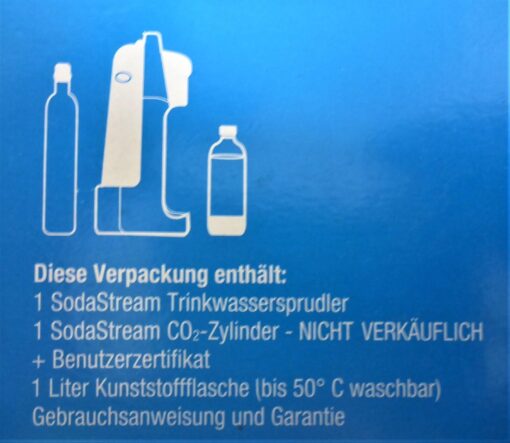 Diese Verpackung enthält:
1 SodaStream Trinkwassersprudler
1 SodaStream CO₂-Zylinder - NICHT VERKÄUFLICH
+ Benutzerzertifikat
1 Liter Kunststoffflasche (bis 50° C waschbar)
Gebrauchsanweisung und Garantie